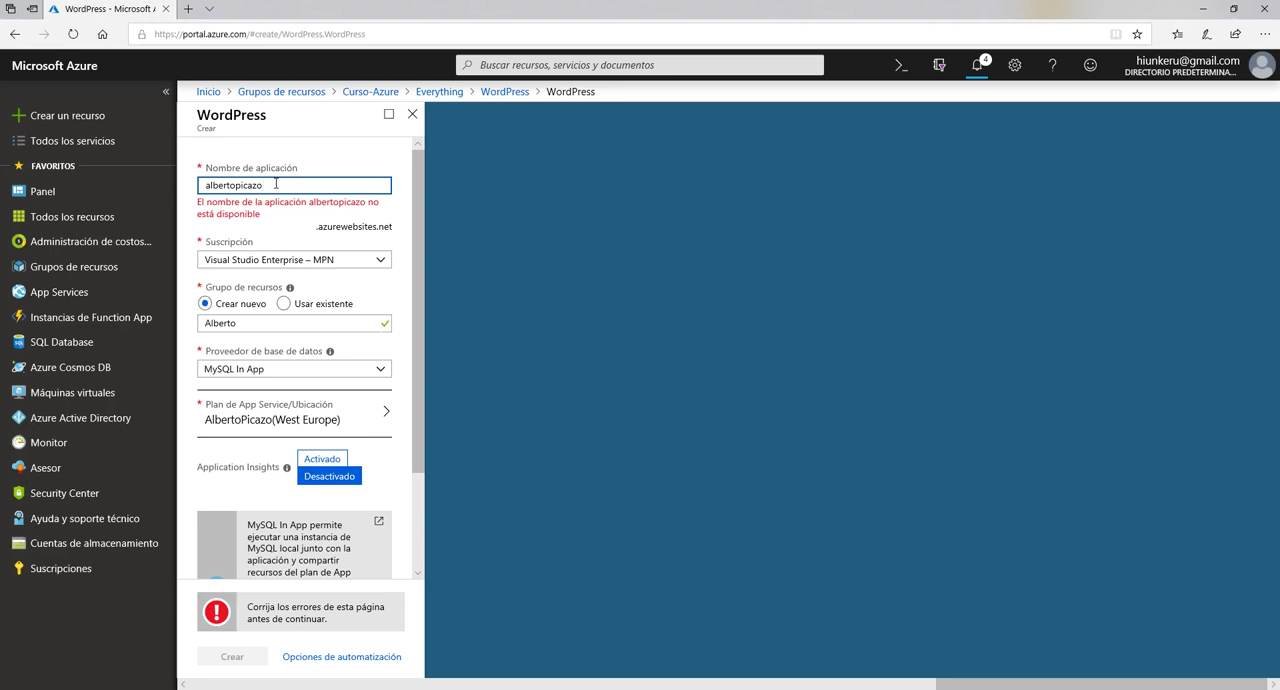 WordPress - Microsoft A
https://portal.azure.com/#create/WordPress.WordPress
Microsoft Azure
Buscar recursos, servicios y documentos
4
hiunkeru@gmail.com
DIRECTORIO PREDETERMINA...
Crear un recurso
Todos los servicios
FAVORITOS
Panel
Todos los recursos
Administración de costos...
Grupos de recursos
App Services
Instancias de Function App
SQL Database
Azure Cosmos DB
Máquinas virtuales
Azure Active Directory
Monitor
Asesor
Security Center
Ayuda y soporte técnico
Cuentas de almacenamiento
Suscripciones
Inicio > Grupos de recursos > Curso-Azure > Everything > WordPress > WordPress
WordPress
Crear
* Nombre de aplicación
albertopicazo
El nombre de la aplicación albertopicazo no
está disponible
.azurewebsites.net
* Suscripción
Visual Studio Enterprise – MPN
* Grupo de recursos
Crear nuevo Usar existente
Alberto
* Proveedor de base de datos
MySQL In App
* Plan de App Service/Ubicación
AlbertoPicazo(West Europe)
Application Insights
Activado
Desactivado
MySQL In App permite
ejecutar una instancia de
MySQL local junto con la
aplicación y compartir
recursos del plan de App
Corrija los errores de esta página
antes de continuar.
Crear
Opciones de automatización